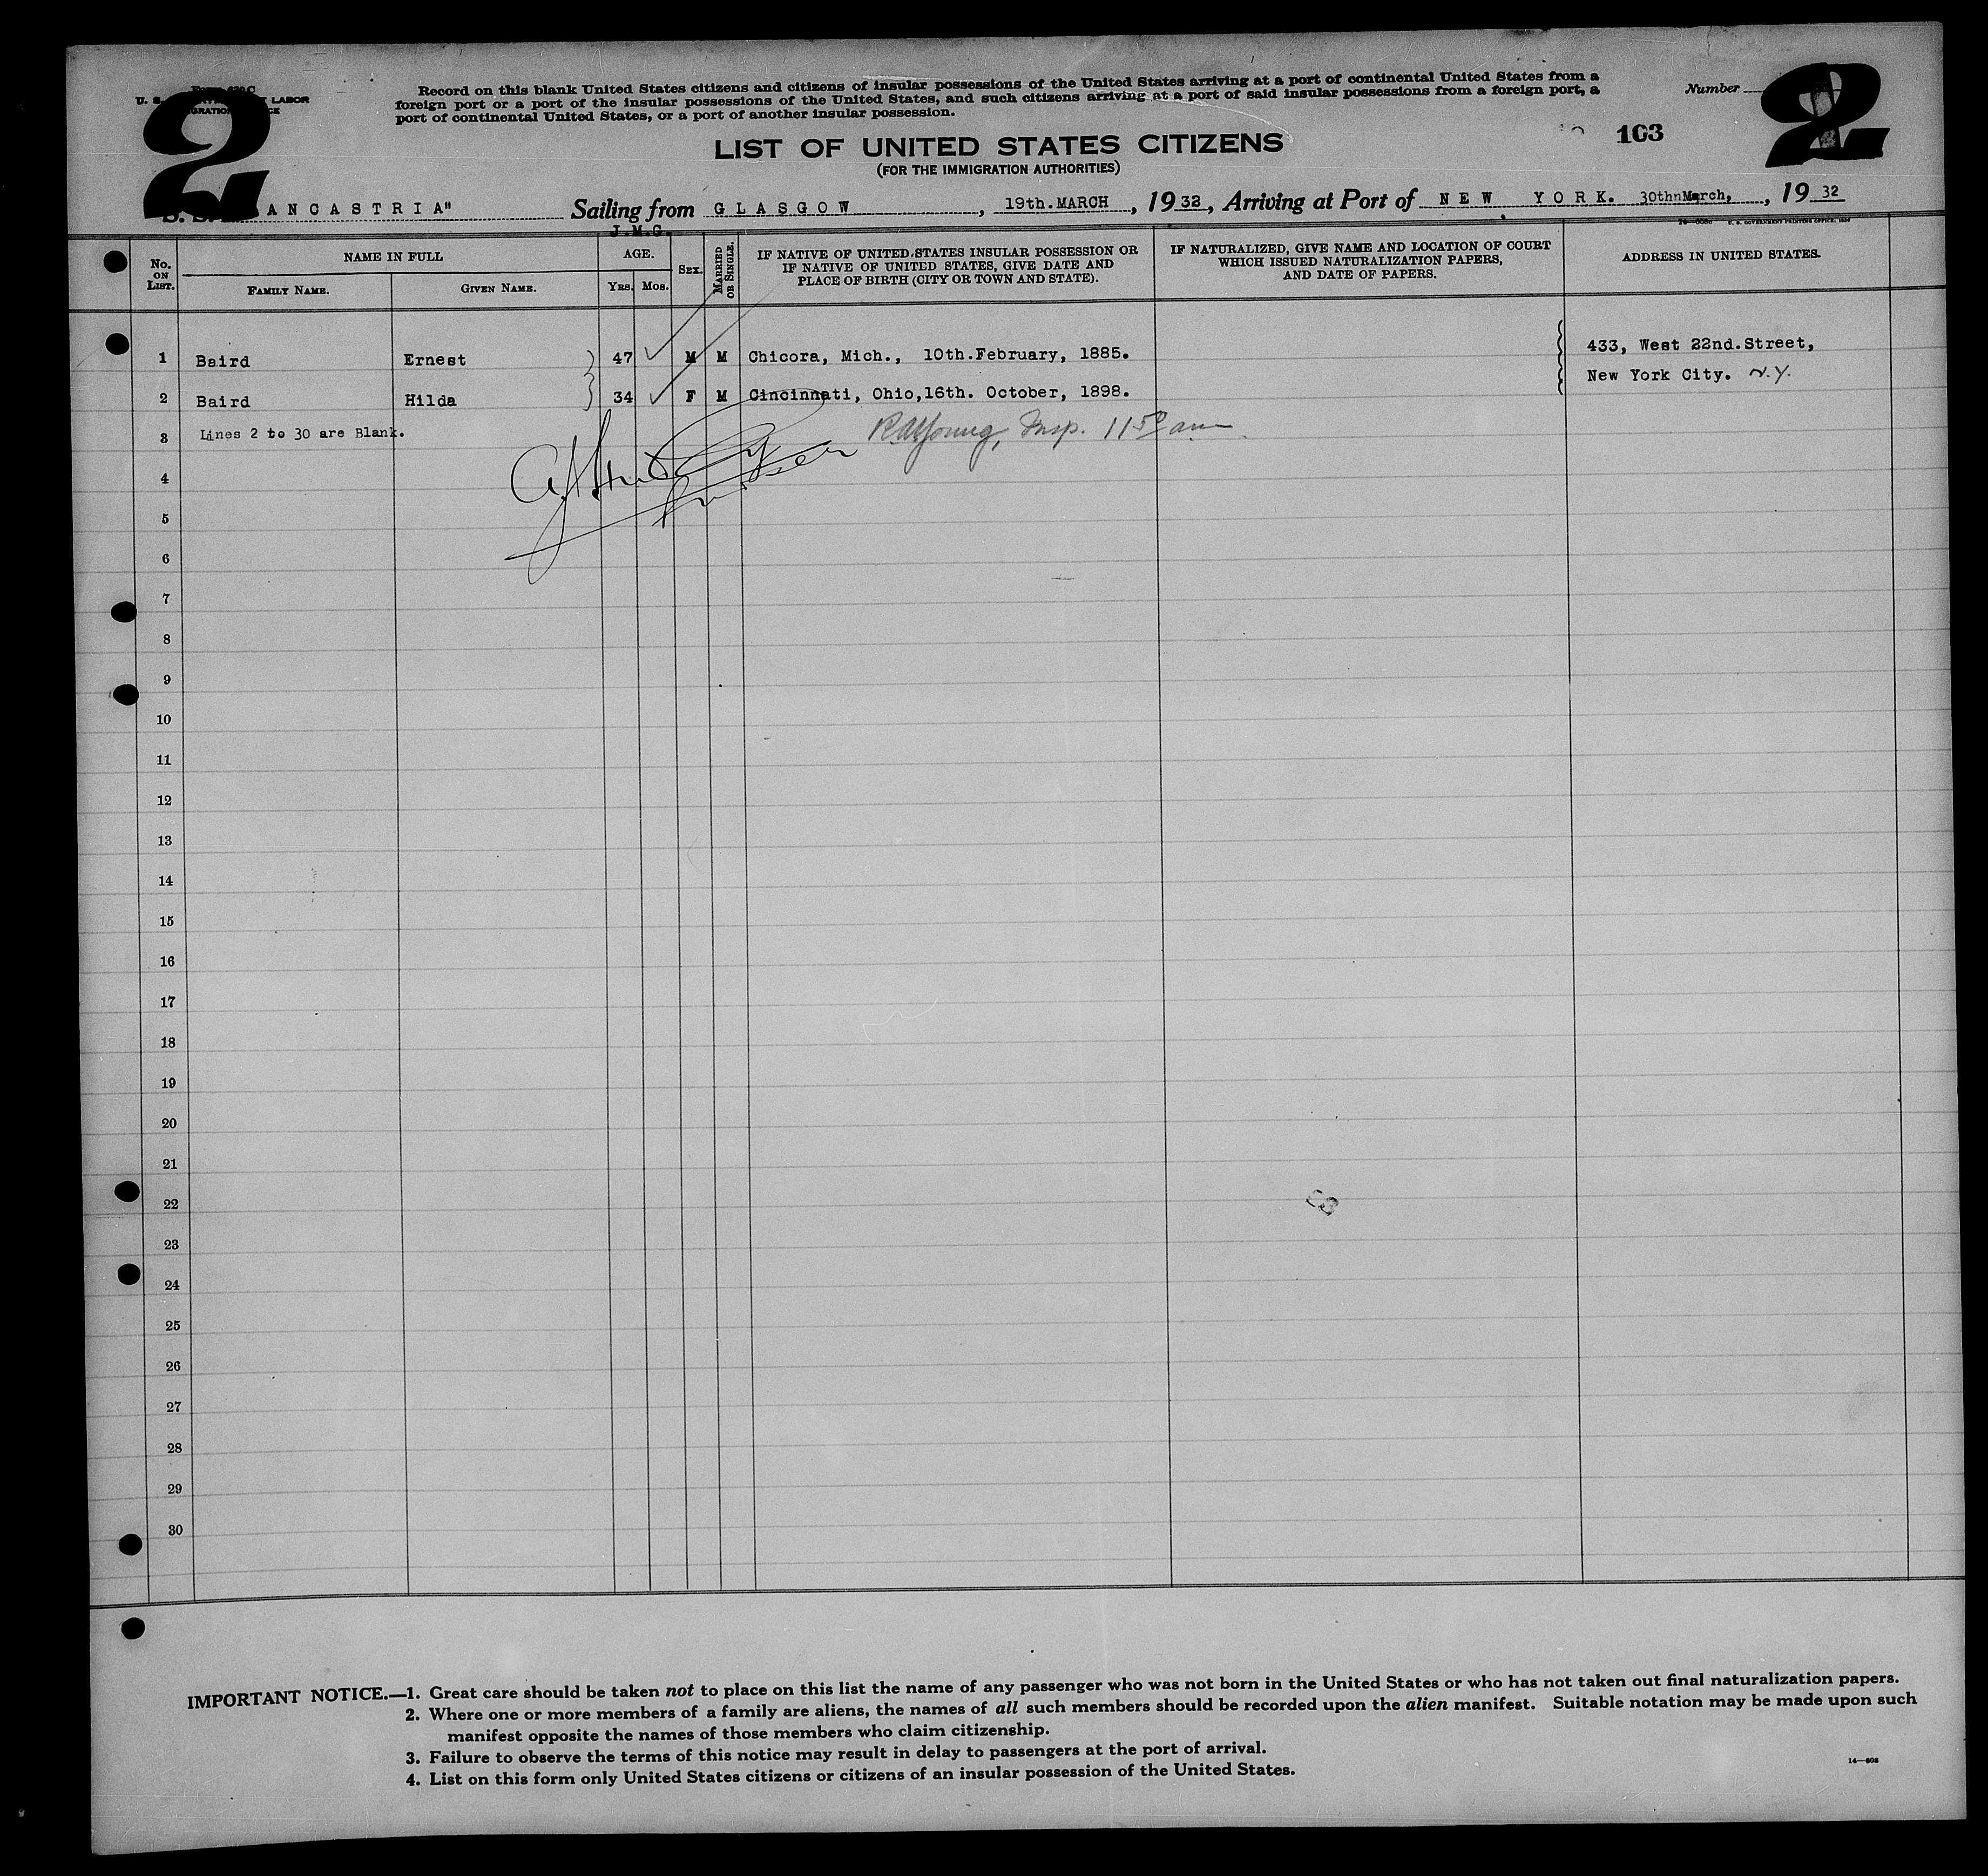 Form 630 C
U. S. LABOR
Record on this blank United States citizens and citizens of insular possessions of the United States arriving at a port of continental United States from a
foreign port or a port of the insular possessions of the United States, and such citizens arriving at a port of said insular possessions from a foreign port, a
port of continental United States, or a port of another insular possession.
Number
2
2
103
LIST OF UNITED STATES CITIZENS
(FOR THE IMMIGRATION AUTHORITIES)
S. S. ANCASTRIA" Sailing from GLASGOW, 19th.MARCH, 1932, Arriving at Port of NEW YORK. 30thnMarch, , 1932
J.M.G.
No. ON LIST. NAME IN FULL AGE. SEX. MARRIED OR SINGLE. IF NATIVE OF UNITED STATES INSULAR POSSESSION OR IF NATIVE OF UNITED STATES, GIVE DATE AND PLACE OF BIRTH (CITY OR TOWN AND STATE). IF NATURALIZED, GIVE NAME AND LOCATION OF COURT WHICH ISSUED NATURALIZATION PAPERS, AND DATE OF PAPERS. ADDRESS IN UNITED STATES.
FAMILY NAME. GIVEN NAME. YRS. MOS.
1 Baird Ernest 47 M M Chicora, Mich., 10th.February, 1885. 433, West 22nd.Street,
New York City. N.Y.
2 Baird Hilda 34 F M Cincinnati, Ohio,16th. October, 1898.
3 Lines 2 to 30 are Blank.
Insp. am
4
5
6
7
8
9
10
11
12
13
14
15
16
17
18
19
20
21
22
23
24
25
26
27
28
29
30
IMPORTANT NOTICE.—1. Great care should be taken not to place on this list the name of any passenger who was not born in the United States or who has not taken out final naturalization papers.
2. Where one or more members of a family are aliens, the names of all such members should be recorded upon the alien manifest. Suitable notation may be made upon such
manifest opposite the names of those members who claim citizenship.
3. Failure to observe the terms of this notice may result in delay to passengers at the port of arrival.
4. List on this form only United States citizens or citizens of an insular possession of the United States.
14—608